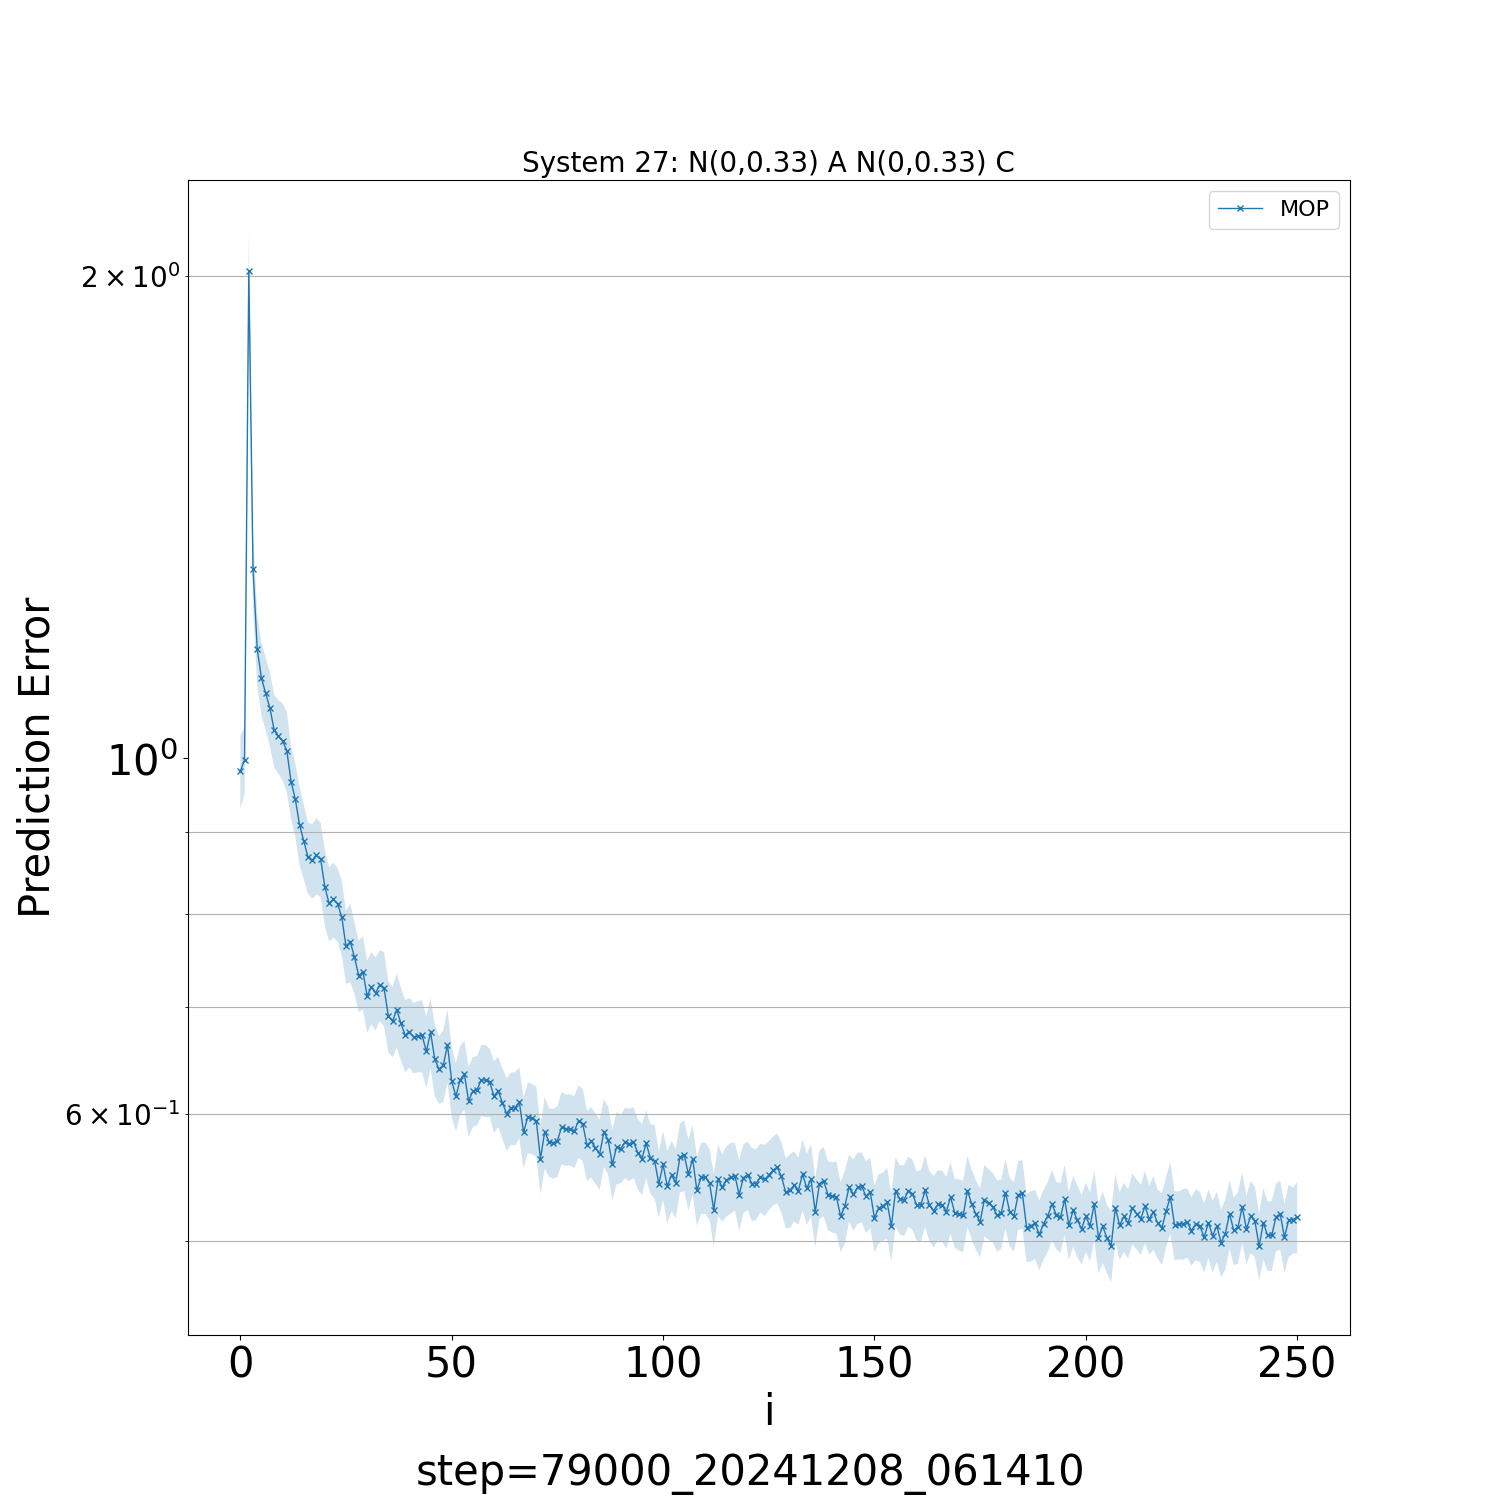 System 27: N(0,0.33) A N(0,0.33) C
MOP
2 × 10⁰
10⁰
6 × 10⁻¹
Prediction Error
0 50 100 150 200 250
i
step=79000_20241208_061410